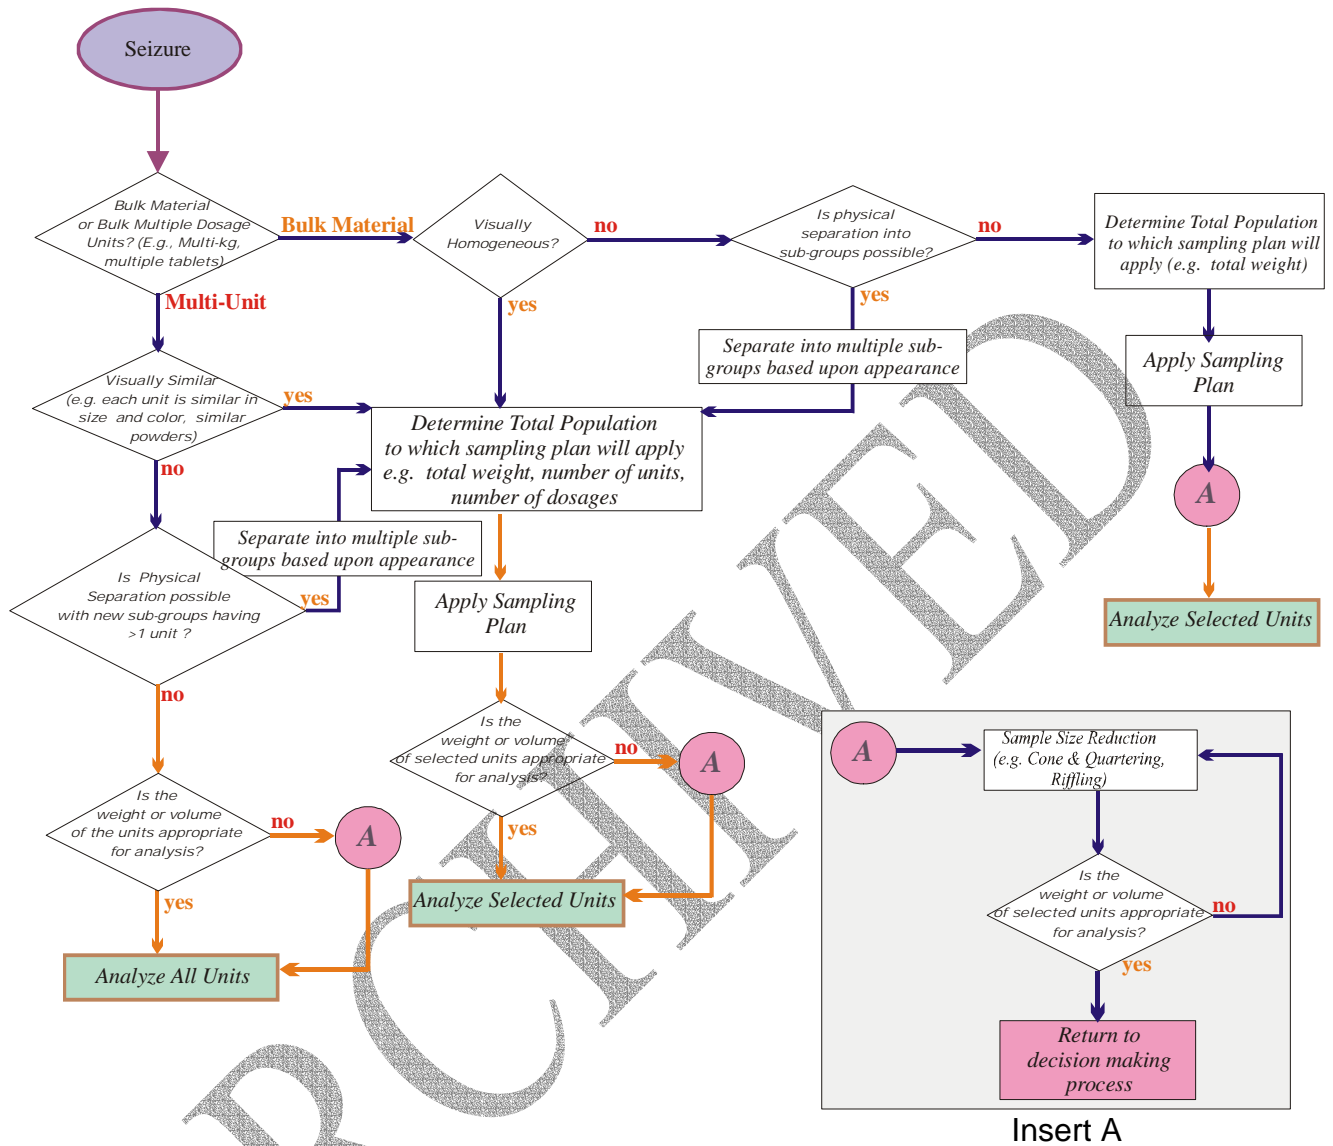 Seizure
Bulk Material
or Bulk Multiple Dosage
Units? (E.g., Multi-kg,
multiple tablets)
Bulk Material
Visually
Homogeneous?
no
Is physical
separation into
sub-groups possible?
no
Determine Total Population
to which sampling plan will
apply (e.g. total weight)
Multi-Unit
yes
yes
Separate into multiple sub-
groups based upon appearance
Apply Sampling
Plan
Visually Similar
(e.g. each unit is similar in
size and color, similar
powders)
yes
Determine Total Population
to which sampling plan will apply
e.g. total weight, number of units,
number of dosages
no
A
Separate into multiple sub-
groups based upon appearance
Is Physical
Separation possible
with new sub-groups having
>1 unit ?
yes
Apply Sampling
Plan
Analyze Selected Units
no
Is the
weight or volume
of selected units appropriate
for analysis?
no
A
yes
Is the
weight or volume
of the units appropriate
for analysis?
no
A
yes
Analyze Selected Units
Analyze All Units
A
Sample Size Reduction
(e.g. Cone & Quartering,
Riffling)
Is the
weight or volume
of selected units appropriate
for analysis?
no
yes
Return to
decision making
process
Insert A
RCHIVED